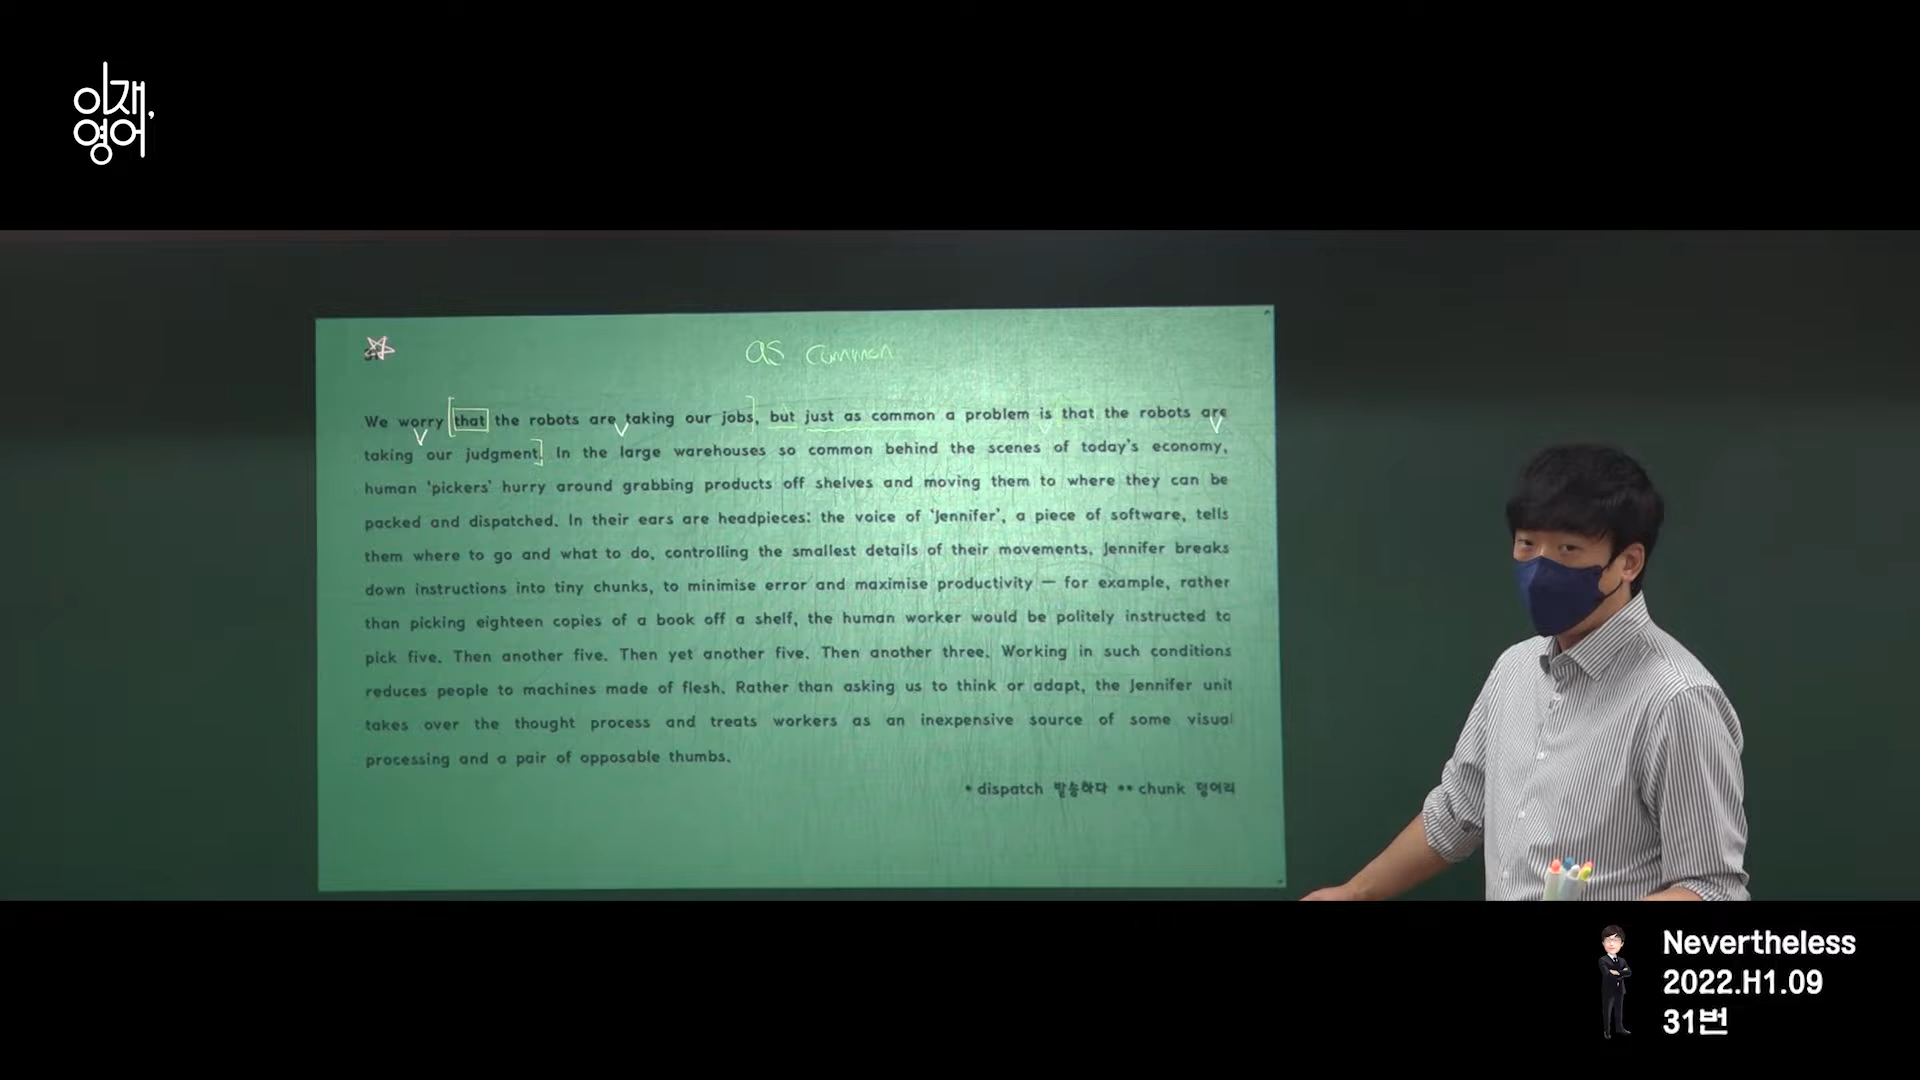 이재,
영어
as common
We worry that the robots are taking our jobs, but just as common a problem is that the robots are
taking our judgment. In the large warehouses so common behind the scenes of today's economy,
human 'pickers' hurry around grabbing products off shelves and moving them to where they can be
packed and dispatched. In their ears are headpieces: the voice of 'Jennifer', a piece of software, tells
them where to go and what to do, controlling the smallest details of their movements. Jennifer breaks
down instructions into tiny chunks, to minimise error and maximise productivity — for example, rather
than picking eighteen copies of a book off a shelf, the human worker would be politely instructed to
pick five. Then another five. Then yet another five. Then another three. Working in such conditions
reduces people to machines made of flesh. Rather than asking us to think or adapt, the Jennifer unit
takes over the thought process and treats workers as an inexpensive source of some visual
processing and a pair of opposable thumbs.
* dispatch 발송하다 ** chunk 덩어리
Nevertheless
2022.H1.09
31번